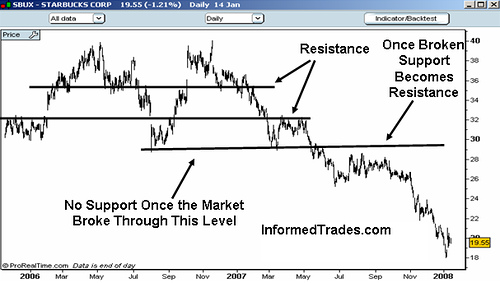 SBUX - STARBUCKS CORP 19.55 (-1.21%) Daily 14 Jan
All data
Daily
Indicator/Backtest
Price
Resistance
Once Broken
Support
Becomes
Resistance
No Support Once the Market
Broke Through This Level
InformedTrades.com
40
38
36
34
32
30
28
26
24
22
20
19.55
18
© ProRealTime.com Data is end of day
2006 Mar May Jul Sep Nov 2007 Mar May Jul Sep Nov 2008